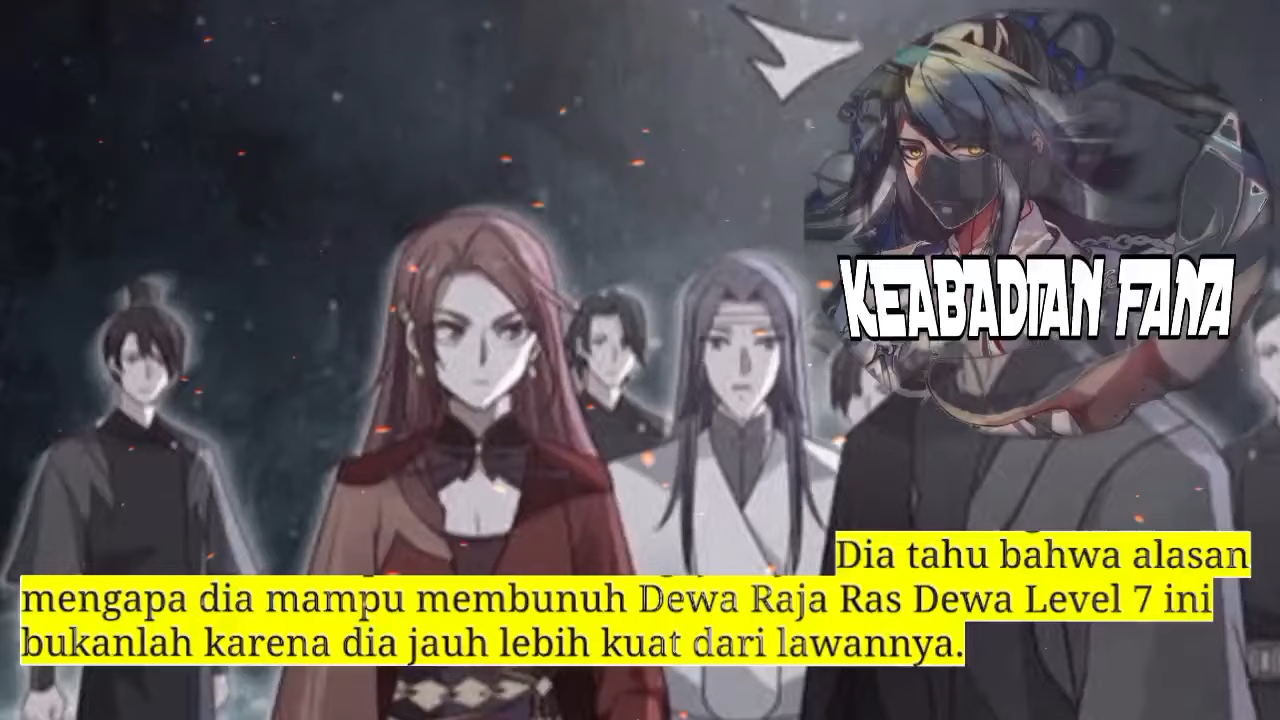 KEABADIAN FANA
Dia tahu bahwa alasan
mengapa dia mampu membunuh Dewa Raja Ras Dewa Level 7 ini
bukanlah karena dia jauh lebih kuat dari lawannya.